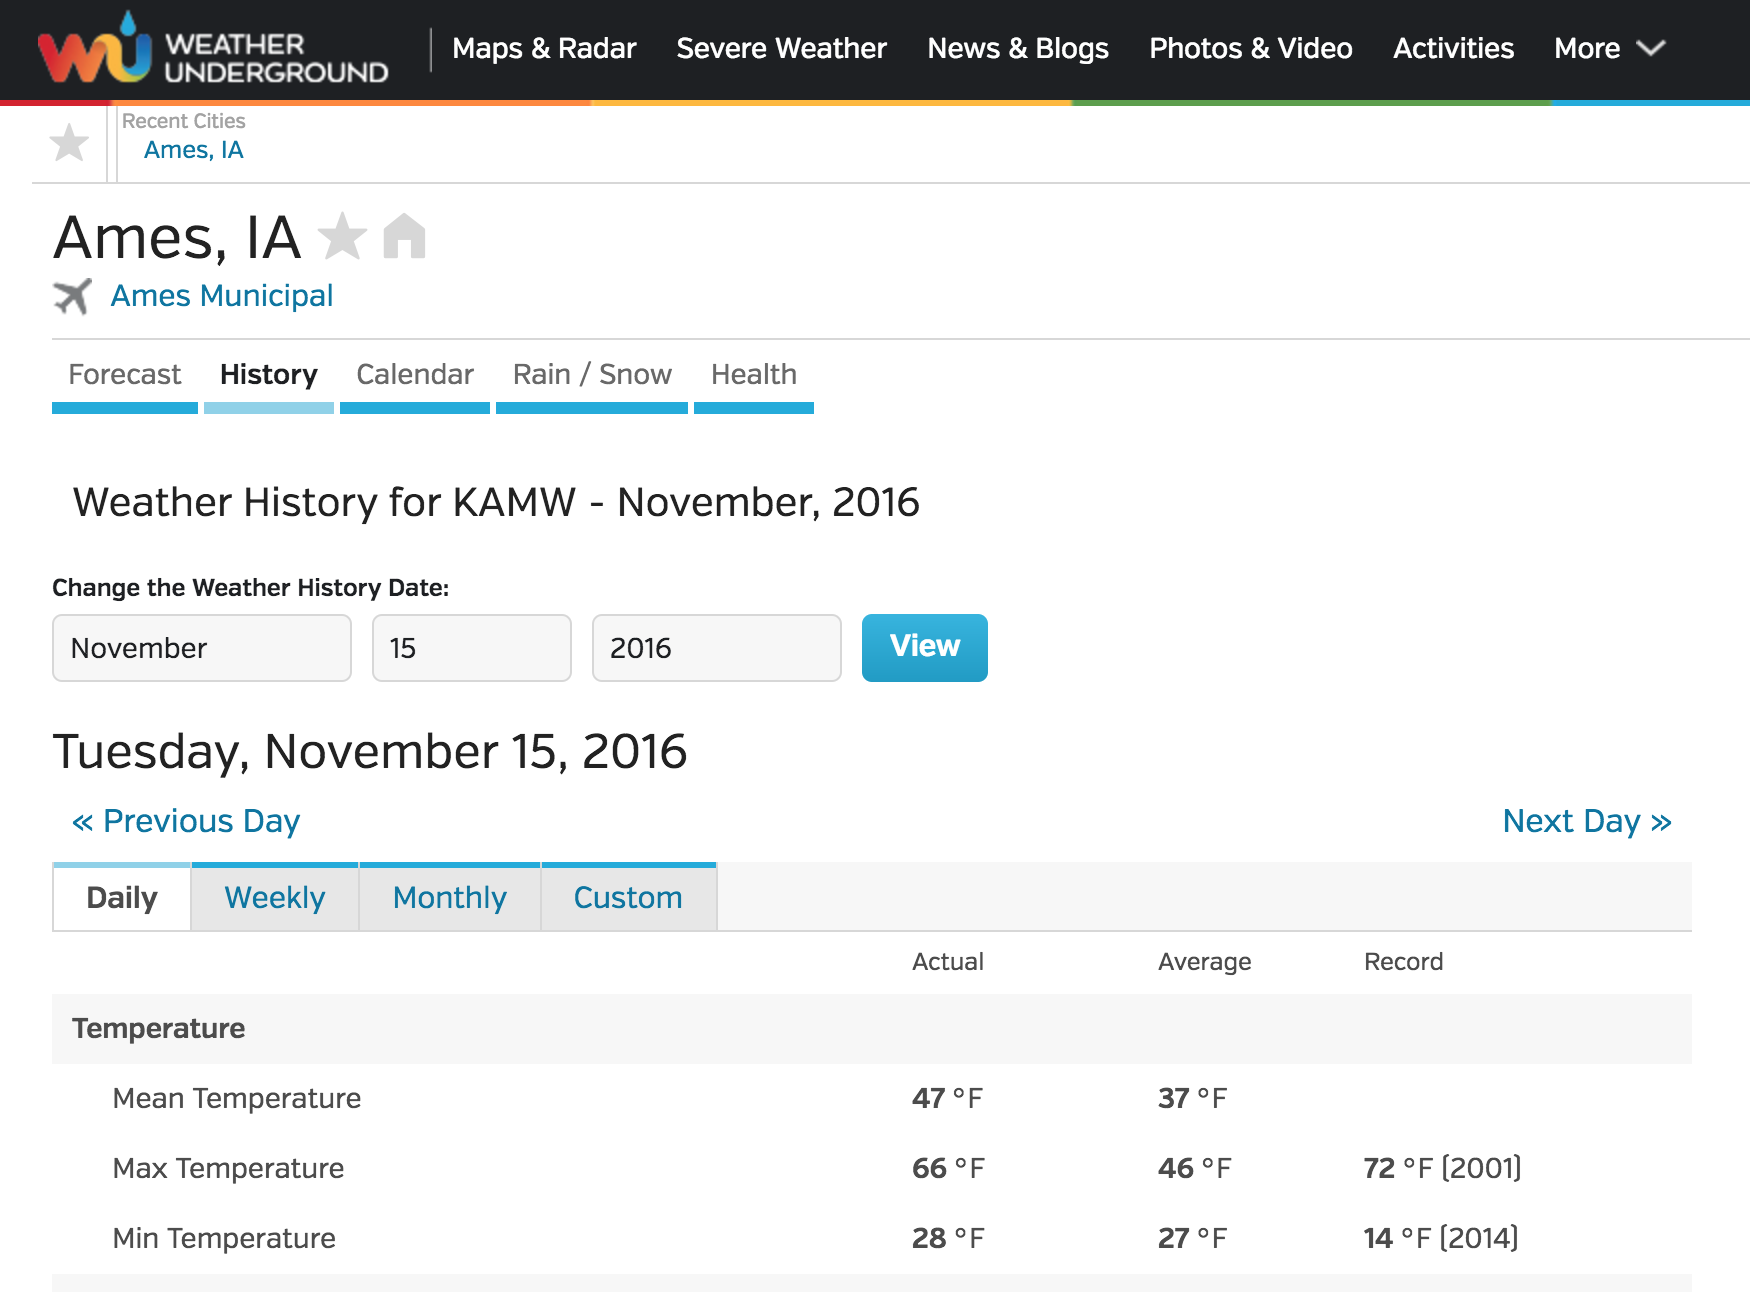 WEATHER
UNDERGROUND
Maps & Radar Severe Weather News & Blogs Photos & Video Activities More
Recent Cities
Ames, IA
Ames, IA
Ames Municipal
Forecast History Calendar Rain / Snow Health
Weather History for KAMW - November, 2016
Change the Weather History Date:
November 15 2016 View
Tuesday, November 15, 2016
« Previous Day Next Day »
Daily Weekly Monthly Custom
Actual Average Record
Temperature
Mean Temperature 47 °F 37 °F
Max Temperature 66 °F 46 °F 72 °F (2001)
Min Temperature 28 °F 27 °F 14 °F (2014)